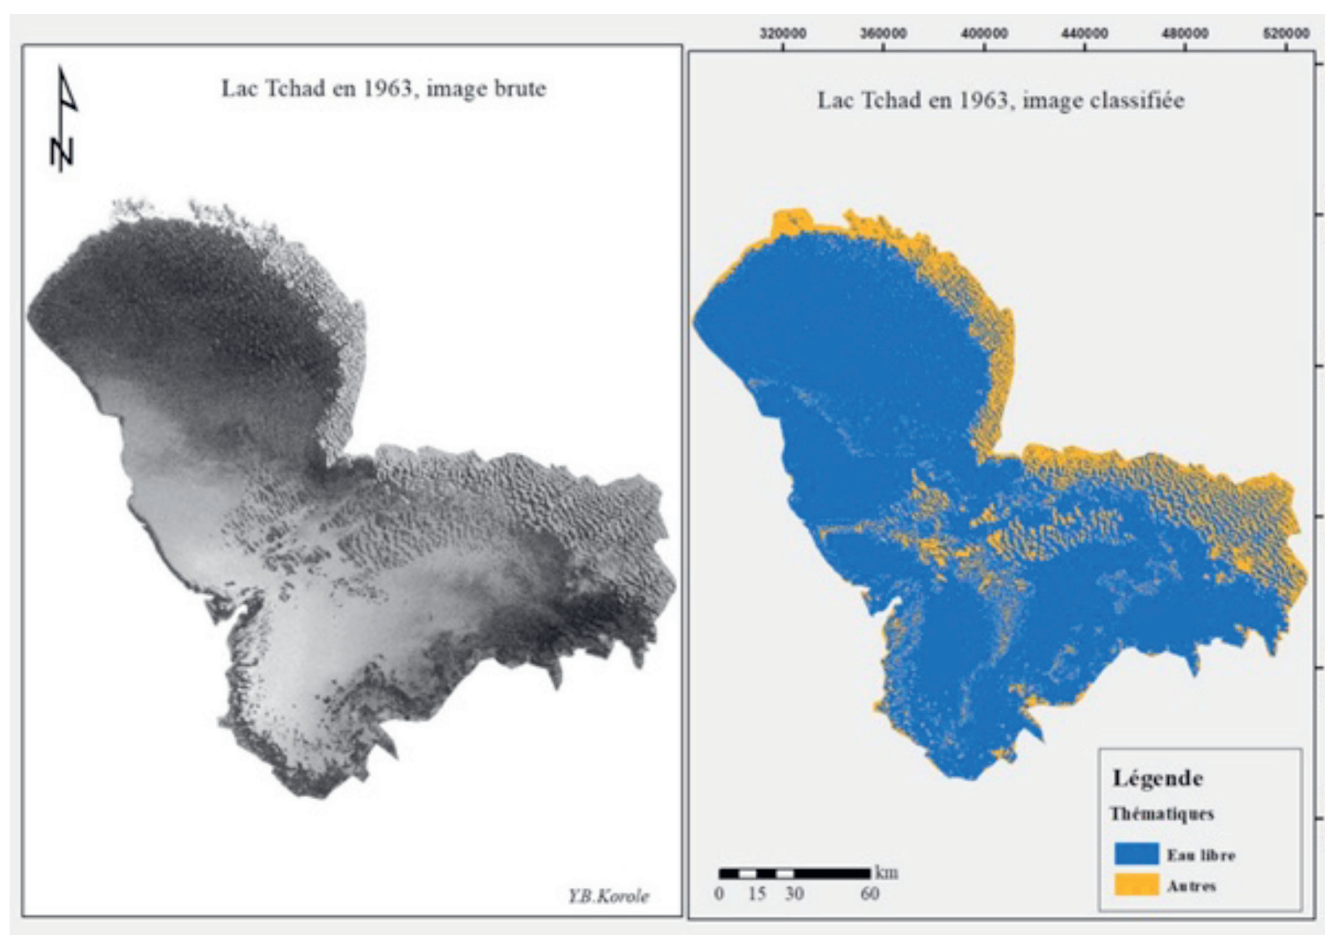 Lac Tchad en 1963, image brute
N
Y.B.Korole
320000 360000 400000 440000 480000 520000
Lac Tchad en 1963, image classifiée
Légende
Thématiques
Eau libre
Autres
km
0 15 30 60